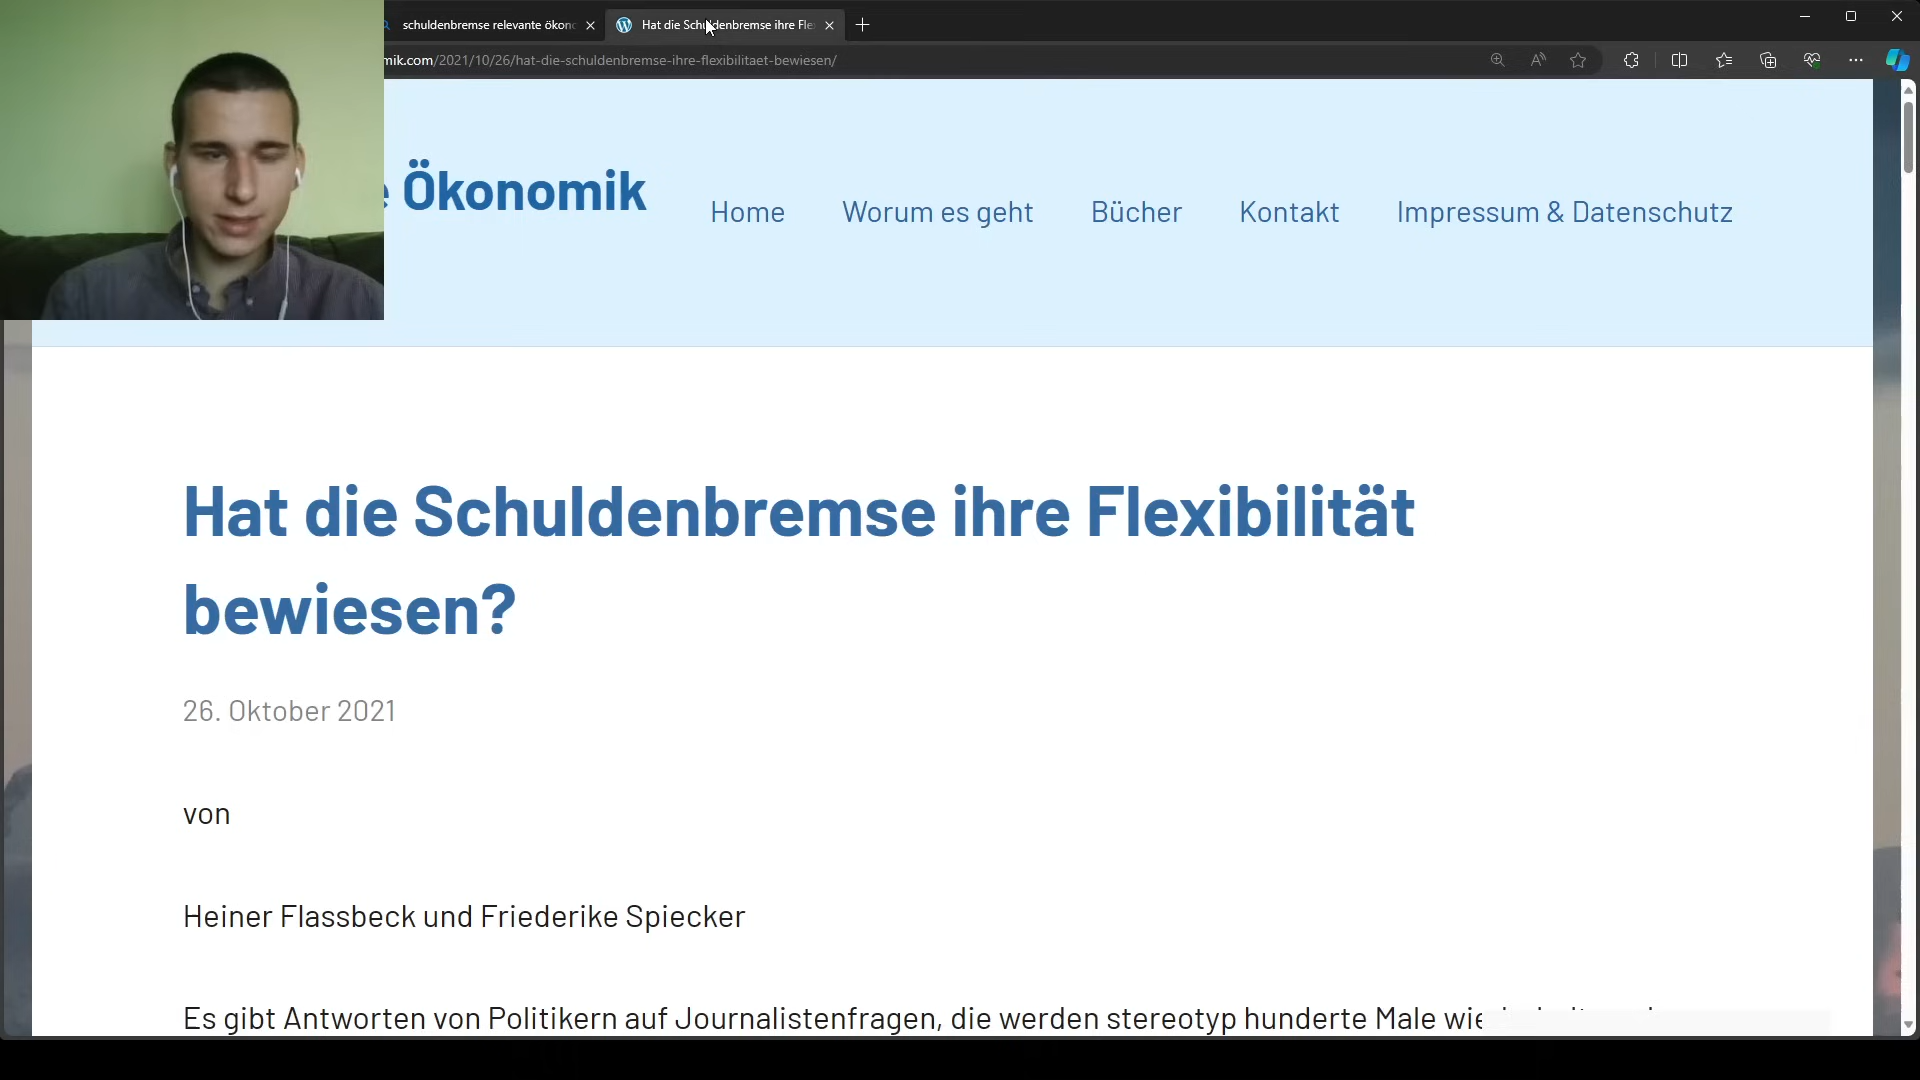 schuldenbremse relevante ökon
Hat die Schuldenbremse ihre Fle
mik.com/2021/10/26/hat-die-schuldenbremse-ihre-flexibilitaet-bewiesen/
Ökonomik
Home
Worum es geht
Bücher
Kontakt
Impressum & Datenschutz
Hat die Schuldenbremse ihre Flexibilität
bewiesen?
26. Oktober 2021
von
Heiner Flassbeck und Friederike Spiecker
Es gibt Antworten von Politikern auf Journalistenfragen, die werden stereotyp hunderte Male